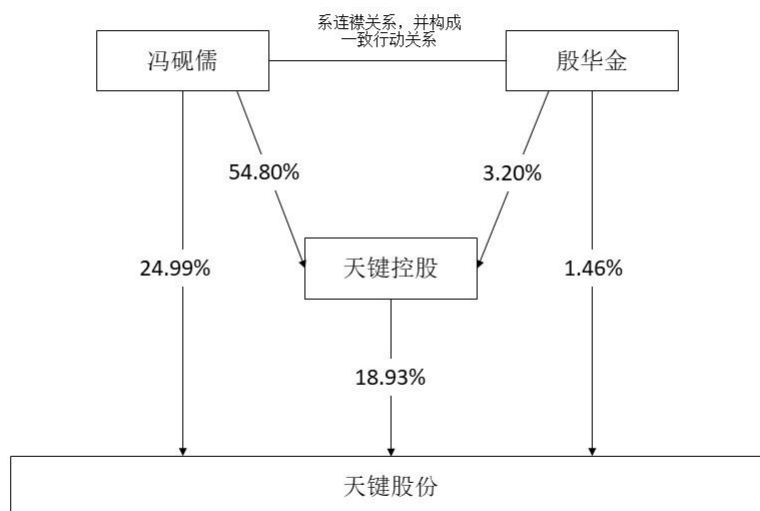 系连襟关系，并构成
一致行动关系
冯砚儒
殷华金
54.80%
3.20%
24.99%
天键控股
1.46%
18.93%
天键股份